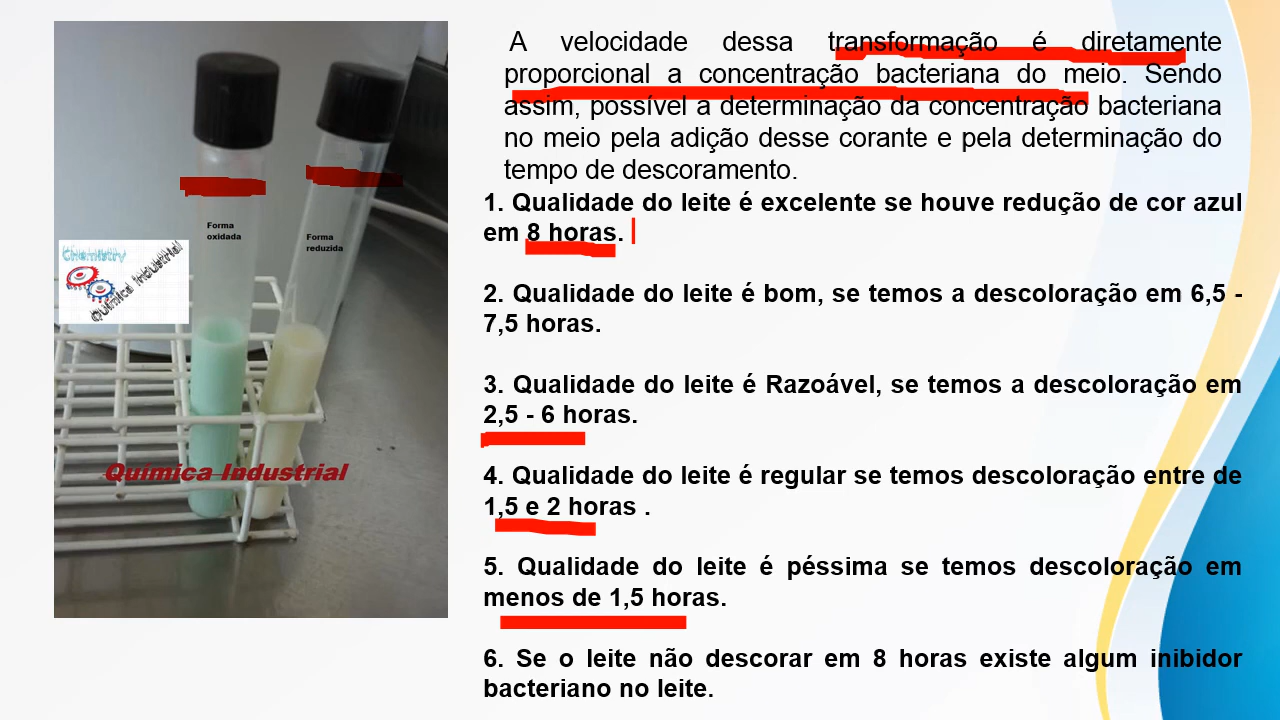 A velocidade dessa transformação é diretamente
proporcional a concentração bacteriana do meio. Sendo
assim, possível a determinação da concentração bacteriana
no meio pela adição desse corante e pela determinação do
tempo de descoramento.
1. Qualidade do leite é excelente se houve redução de cor azul
em 8 horas.
2. Qualidade do leite é bom, se temos a descoloração em 6,5 -
7,5 horas.
3. Qualidade do leite é Razoável, se temos a descoloração em
2,5 - 6 horas.
4. Qualidade do leite é regular se temos descoloração entre de
1,5 e 2 horas .
5. Qualidade do leite é péssima se temos descoloração em
menos de 1,5 horas.
6. Se o leite não descorar em 8 horas existe algum inibidor
bacteriano no leite.
Forma
oxidada
Forma
reduzida
Chemistry
Química Industrial
Química Industrial